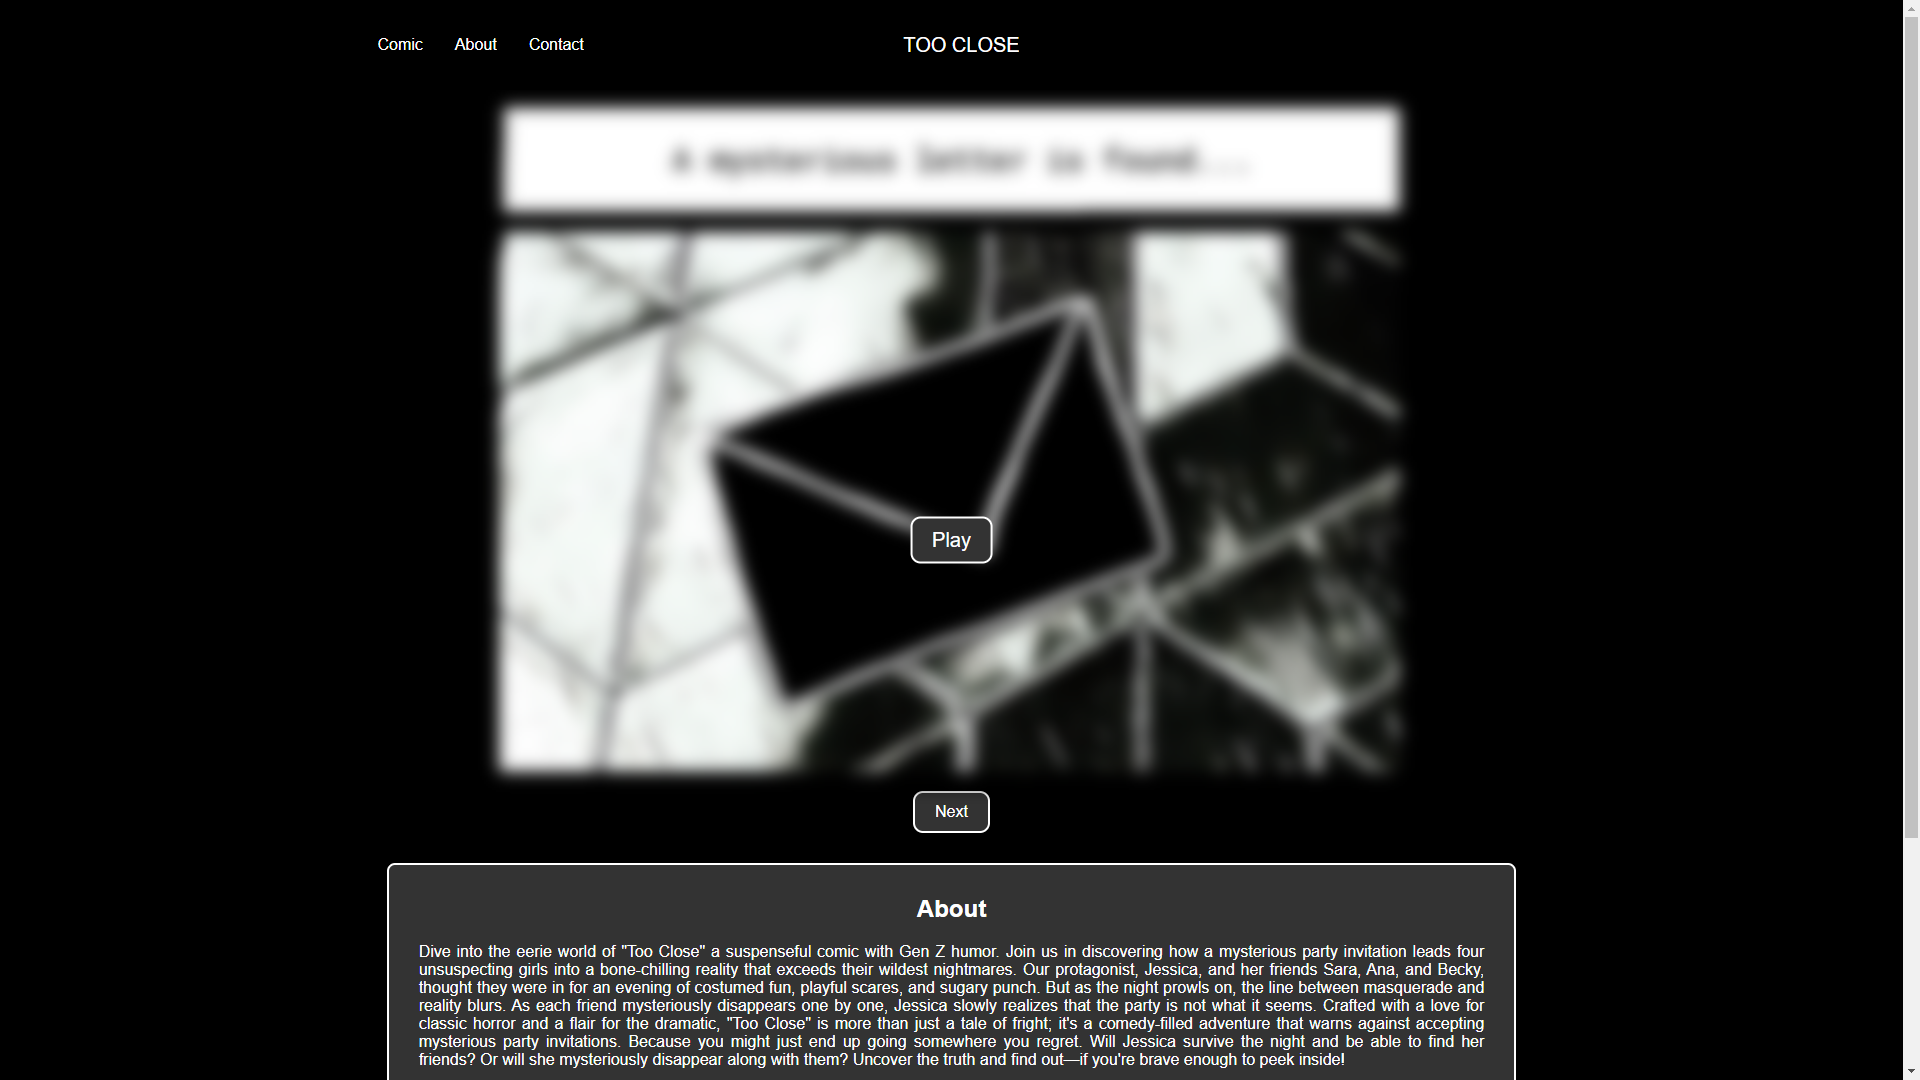 Comic About Contact TOO CLOSE
A mysterious letter is found...
Play
Next
About
Dive into the eerie world of "Too Close" a suspenseful comic with Gen Z humor. Join us in discovering how a mysterious party invitation leads four
unsuspecting girls into a bone-chilling reality that exceeds their wildest nightmares. Our protagonist, Jessica, and her friends Sara, Ana, and Becky,
thought they were in for an evening of costumed fun, playful scares, and sugary punch. But as the night prowls on, the line between masquerade and
reality blurs. As each friend mysteriously disappears one by one, Jessica slowly realizes that the party is not what it seems. Crafted with a love for
classic horror and a flair for the dramatic, "Too Close" is more than just a tale of fright; it's a comedy-filled adventure that warns against accepting
mysterious party invitations. Because you might just end up going somewhere you regret. Will Jessica survive the night and be able to find her
friends? Or will she mysteriously disappear along with them? Uncover the truth and find out—if you're brave enough to peek inside!